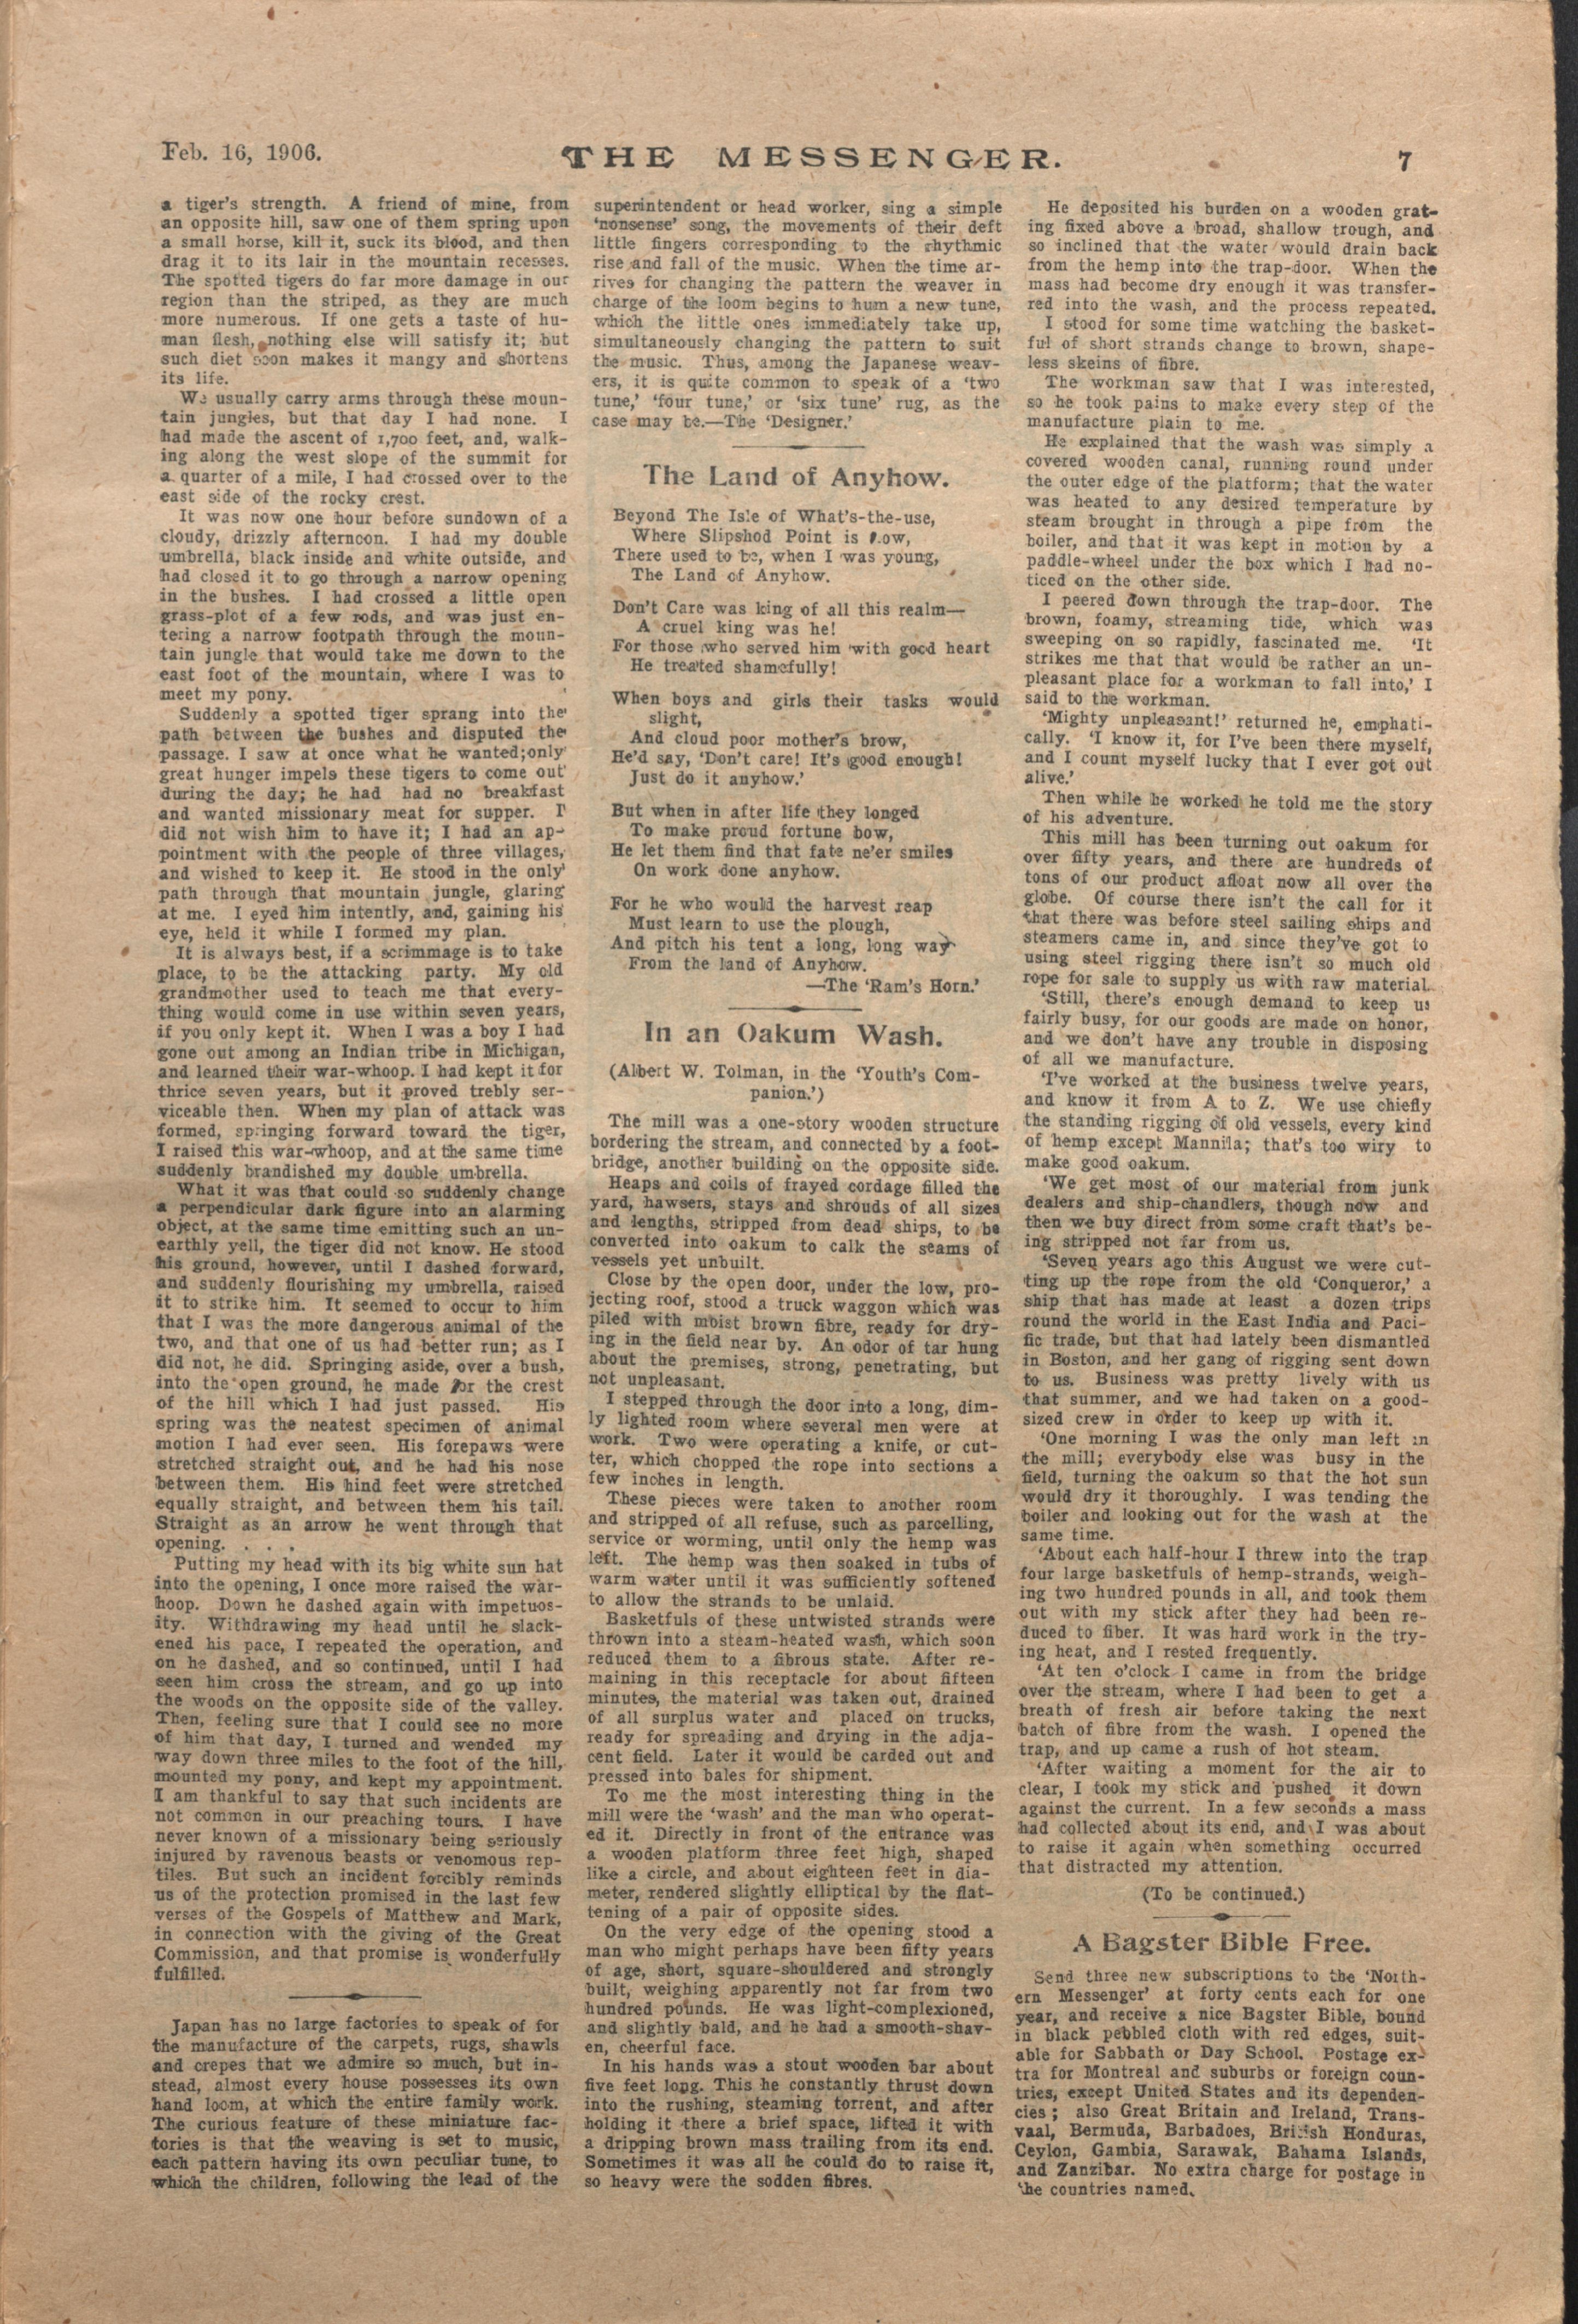 Feb. 16, 1906.
THE MESSENGER.
7
a tiger's strength. A friend of mine, from
an opposite hill, saw one of them spring upon
a small horse, kill it, suck its blood, and then
drag it to its lair in the mountain recesses.
The spotted tigers do far more damage in our
region than the striped, as they are much
more numerous. If one gets a taste of hu-
man flesh, nothing else will satisfy it; but
such diet soon makes it mangy and shortens
its life.
We usually carry arms through these moun-
tain jungles, but that day I had none. I
had made the ascent of 1,700 feet, and, walk-
ing along the west slope of the summit for
a quarter of a mile, I had crossed over to the
east side of the rocky crest.
It was now one hour before sundown of a
cloudy, drizzly afternoon. I had my double
umbrella, black inside and white outside, and
had closed it to go through a narrow opening
in the bushes. I had crossed a little open
grass-plot of a few rods, and was just en-
tering a narrow footpath through the moun-
tain jungle that would take me down to the
east foot of the mountain, where I was to
meet my pony.
Suddenly a spotted tiger sprang into the
path between the bushes and disputed the
passage. I saw at once what he wanted;only
great hunger impels these tigers to come out
during the day; he had had no breakfast
and wanted missionary meat for supper. I
did not wish him to have it; I had an ap-
pointment with the people of three villages,
and wished to keep it. He stood in the only
path through that mountain jungle, glaring
at me. I eyed him intently, and, gaining his
eye, held it while I formed my plan.
It is always best, if a scrimmage is to take
place, to be the attacking party. My old
grandmother used to teach me that every-
thing would come in use within seven years,
if you only kept it. When I was a boy I had
gone out among an Indian tribe in Michigan,
and learned their war-whoop. I had kept it for
thrice seven years, but it proved trebly ser-
viceable then. When my plan of attack was
formed, springing forward toward the tiger,
I raised this war-whoop, and at the same time
suddenly brandished my double umbrella.
What it was that could so suddenly change
a perpendicular dark figure into an alarming
object, at the same time emitting such an un-
earthly yell, the tiger did not know. He stood
his ground, however, until I dashed forward,
and suddenly flourishing my umbrella, raised
it to strike him. It seemed to occur to him
that I was the more dangerous animal of the
two, and that one of us had better run; as I
did not, he did. Springing aside, over a bush,
into the open ground, he made for the crest
of the hill which I had just passed. His
spring was the neatest specimen of animal
motion I had ever seen. His forepaws were
stretched straight out, and he had his nose
between them. His hind feet were stretched
equally straight, and between them his tail.
Straight as an arrow he went through that
opening. . . .
Putting my head with its big white sun hat
into the opening, I once more raised the war-
hoop. Down he dashed again with impetuos-
ity. Withdrawing my head until he slack-
ened his pace, I repeated the operation, and
on he dashed, and so continued, until I had
seen him cross the stream, and go up into
the woods on the opposite side of the valley.
Then, feeling sure that I could see no more
of him that day, I turned and wended my
way down three miles to the foot of the hill,
mounted my pony, and kept my appointment.
I am thankful to say that such incidents are
not common in our preaching tours. I have
never known of a missionary being seriously
injured by ravenous beasts or venomous rep-
tiles. But such an incident forcibly reminds
us of the protection promised in the last few
verses of the Gospels of Matthew and Mark,
in connection with the giving of the Great
Commission, and that promise is wonderfully
fulfilled.
Japan has no large factories to speak of for
the manufacture of the carpets, rugs, shawls
and crepes that we admire so much, but in-
stead, almost every house possesses its own
hand loom, at which the entire family work.
The curious feature of these miniature fac-
tories is that the weaving is set to music,
each pattern having its own peculiar tune, to
which the children, following the lead of the
superintendent or head worker, sing a simple
'nonsense' song, the movements of their deft
little fingers corresponding to the rhythmic
rise and fall of the music. When the time ar-
rives for changing the pattern the weaver in
charge of the loom begins to hum a new tune,
which the little ones immediately take up,
simultaneously changing the pattern to suit
the music. Thus, among the Japanese weav-
ers, it is quite common to speak of a 'two
tune,' 'four tune,' or 'six tune' rug, as the
case may be.—The 'Designer.'
The Land of Anyhow.
Beyond The Isle of What's-the-use,
Where Slipshod Point is now,
There used to be, when I was young,
The Land of Anyhow.
Don't Care was king of all this realm—
A cruel king was he!
For those who served him with good heart
He treated shamefully!
When boys and girls their tasks would
slight,
And cloud poor mother's brow,
He'd say, 'Don't care! It's good enough!
Just do it anyhow.'
But when in after life they longed
To make proud fortune bow,
He let them find that fate ne'er smiles
On work done anyhow.
For he who would the harvest reap
Must learn to use the plough,
And pitch his tent a long, long way
From the land of Anyhow.
—The 'Ram's Horn.'
In an Oakum Wash.
(Albert W. Tolman, in the 'Youth's Com-
panion.')
The mill was a one-story wooden structure
bordering the stream, and connected by a foot-
bridge, another building on the opposite side.
Heaps and coils of frayed cordage filled the
yard, hawsers, stays and shrouds of all sizes
and lengths, stripped from dead ships, to be
converted into oakum to calk the seams of
vessels yet unbuilt.
Close by the open door, under the low, pro-
jecting roof, stood a truck waggon which was
piled with moist brown fibre, ready for dry-
ing in the field near by. An odor of tar hung
about the premises, strong, penetrating, but
not unpleasant.
I stepped through the door into a long, dim-
ly lighted room where several men were at
work. Two were operating a knife, or cut-
ter, which chopped the rope into sections a
few inches in length.
These pieces were taken to another room
and stripped of all refuse, such as parcelling,
service or worming, until only the hemp was
left. The hemp was then soaked in tubs of
warm water until it was sufficiently softened
to allow the strands to be unlaid.
Basketfuls of these untwisted strands were
thrown into a steam-heated wash, which soon
reduced them to a fibrous state. After re-
maining in this receptacle for about fifteen
minutes, the material was taken out, drained
of all surplus water and placed on trucks,
ready for spreading and drying in the adja-
cent field. Later it would be carded out and
pressed into bales for shipment.
To me the most interesting thing in the
mill were the 'wash' and the man who operat-
ed it. Directly in front of the entrance was
a wooden platform three feet high, shaped
like a circle, and about eighteen feet in dia-
meter, rendered slightly elliptical by the flat-
tening of a pair of opposite sides.
On the very edge of the opening stood a
man who might perhaps have been fifty years
of age, short, square-shouldered and strongly
built, weighing apparently not far from two
hundred pounds. He was light-complexioned,
and slightly bald, and he had a smooth-shav-
en, cheerful face.
In his hands was a stout wooden bar about
five feet long. This he constantly thrust down
into the rushing, steaming torrent, and after
holding it there a brief space, lifted it with
a dripping brown mass trailing from its end.
Sometimes it was all he could do to raise it,
so heavy were the sodden fibres.
He deposited his burden on a wooden grat-
ing fixed above a broad, shallow trough, and
so inclined that the water would drain back
from the hemp into the trap-door. When the
mass had become dry enough it was transfer-
red into the wash, and the process repeated.
I stood for some time watching the basket-
ful of short strands change to brown, shape-
less skeins of fibre.
The workman saw that I was interested,
so he took pains to make every step of the
manufacture plain to me.
He explained that the wash was simply a
covered wooden canal, running round under
the outer edge of the platform; that the water
was heated to any desired temperature by
steam brought in through a pipe from the
boiler, and that it was kept in motion by a
paddle-wheel under the box which I had no-
ticed on the other side.
I peered down through the trap-door. The
brown, foamy, streaming tide, which was
sweeping on so rapidly, fascinated me. 'It
strikes me that that would be rather an un-
pleasant place for a workman to fall into,' I
said to the workman.
'Mighty unpleasant!' returned he, emphati-
cally. 'I know it, for I've been there myself,
and I count myself lucky that I ever got out
alive.'
Then while he worked he told me the story
of his adventure.
This mill has been turning out oakum for
over fifty years, and there are hundreds of
tons of our product afloat now all over the
globe. Of course there isn't the call for it
that there was before steel sailing ships and
steamers came in, and since they've got to
using steel rigging there isn't so much old
rope for sale to supply us with raw material.
'Still, there's enough demand to keep us
fairly busy, for our goods are made on honor,
and we don't have any trouble in disposing
of all we manufacture.
'I've worked at the business twelve years,
and know it from A to Z. We use chiefly
the standing rigging of old vessels, every kind
of hemp except Mannila; that's too wiry to
make good oakum.
'We get most of our material from junk
dealers and ship-chandlers, though now and
then we buy direct from some craft that's be-
ing stripped not far from us.
'Seven years ago this August we were cut-
ting up the rope from the old 'Conqueror,' a
ship that has made at least a dozen trips
round the world in the East India and Paci-
fic trade, but that had lately been dismantled
in Boston, and her gang of rigging sent down
to us. Business was pretty lively with us
that summer, and we had taken on a good-
sized crew in order to keep up with it.
'One morning I was the only man left in
the mill; everybody else was busy in the
field, turning the oakum so that the hot sun
would dry it thoroughly. I was tending the
boiler and looking out for the wash at the
same time.
'About each half-hour I threw into the trap
four large basketfuls of hemp-strands, weigh-
ing two hundred pounds in all, and took them
out with my stick after they had been re-
duced to fiber. It was hard work in the try-
ing heat, and I rested frequently.
'At ten o'clock I came in from the bridge
over the stream, where I had been to get a
breath of fresh air before taking the next
batch of fibre from the wash. I opened the
trap, and up came a rush of hot steam.
'After waiting a moment for the air to
clear, I took my stick and pushed it down
against the current. In a few seconds a mass
had collected about its end, and I was about
to raise it again when something occurred
that distracted my attention.
(To be continued.)
A Bagster Bible Free.
Send three new subscriptions to the 'North-
ern Messenger' at forty cents each for one
year, and receive a nice Bagster Bible, bound
in black pebbled cloth with red edges, suit-
able for Sabbath or Day School. Postage ex-
tra for Montreal and suburbs or foreign coun-
tries, except United States and its dependen-
cies; also Great Britain and Ireland, Trans-
vaal, Bermuda, Barbadoes, British Honduras,
Ceylon, Gambia, Sarawak, Bahama Islands,
and Zanzibar. No extra charge for postage in
the countries named.